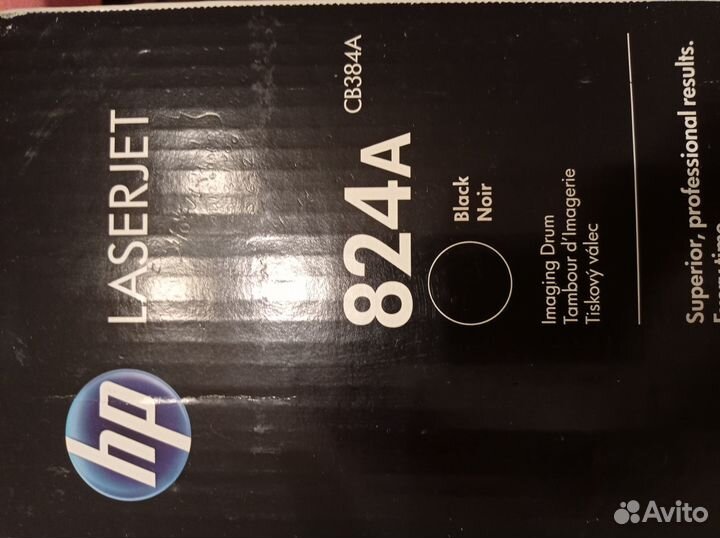 hp
LASERJET
824A
CB384A
Black
Noir
Imaging Drum
Tambour d'Imagerie
Tiskový válec
Superior, professional results.
Avito